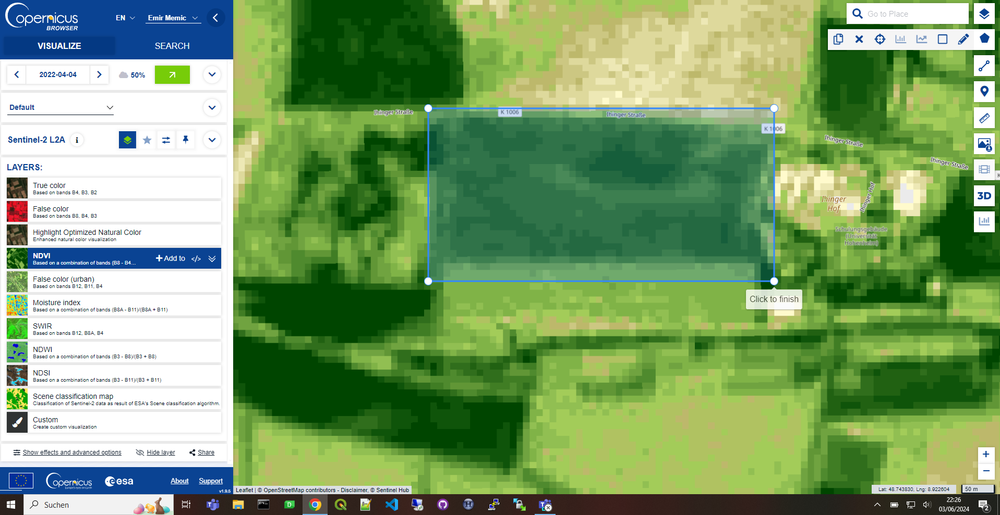 Copernicus
BROWSER
EN
Emir Memic
VISUALIZE
SEARCH
2022-04-04
50%
Default
Sentinel-2 L2A
i
LAYERS:
True color
Based on bands B4, B3, B2
False color
Based on bands B8, B4, B3
Highlight Optimized Natural Color
Enhanced natural color visualization
NDVI
Based on a combination of bands (B8 - B4...
Add to
</>
False color (urban)
Based on bands B12, B11, B4
Moisture index
Based on a combination of bands (B8A - B11)/(B8A + B11)
SWIR
Based on bands B12, B8A, B4
NDWI
Based on a combination of bands (B3 - B8)/(B3 + B8)
NDSI
Based on a combination of bands (B3 - B11)/(B3 + B11)
Scene classification map
Classification of Sentinel-2 data as result of ESA's Scene classification algorithm.
Custom
Create custom visualization
Show effects and advanced options
Hide layer
Share
Copernicus
Europe's eyes on Earth
esa
About
Support
v1.9.5
Go to Place
Ihinger Straße
K 1006
Ihinger Straße
K 1006
Ihinger Straße
Ihinger Straße
K
3D
Ihinger
Hof
Ihinger Hof
Schulungsgebäude
(Universität
Hohenheim)
Click to finish
+
−
Leaflet | © OpenStreetMap contributors - Disclaimer, © Sentinel Hub
Lat: 48.743830, Lng: 8.922604
50 m
Suchen
22:26
03/06/2024
2